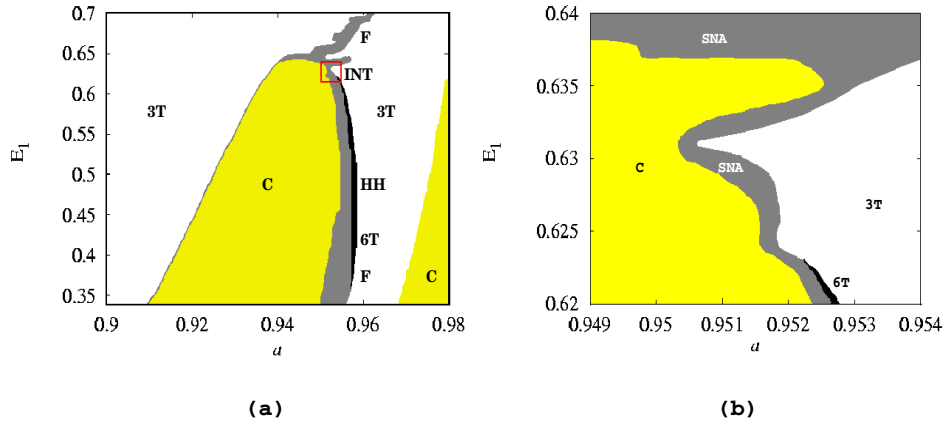 0.7
0.65
0.6
0.55
0.5
0.45
0.4
0.35
E1
F
INT
3T
3T
C
HH
6T
F
C
0.9
0.92
0.94
0.96
0.98
a
(a)
0.64
0.635
0.63
0.625
0.62
E1
SNA
C
SNA
3T
6T
0.949
0.95
0.951
0.952
0.953
0.954
a
(b)